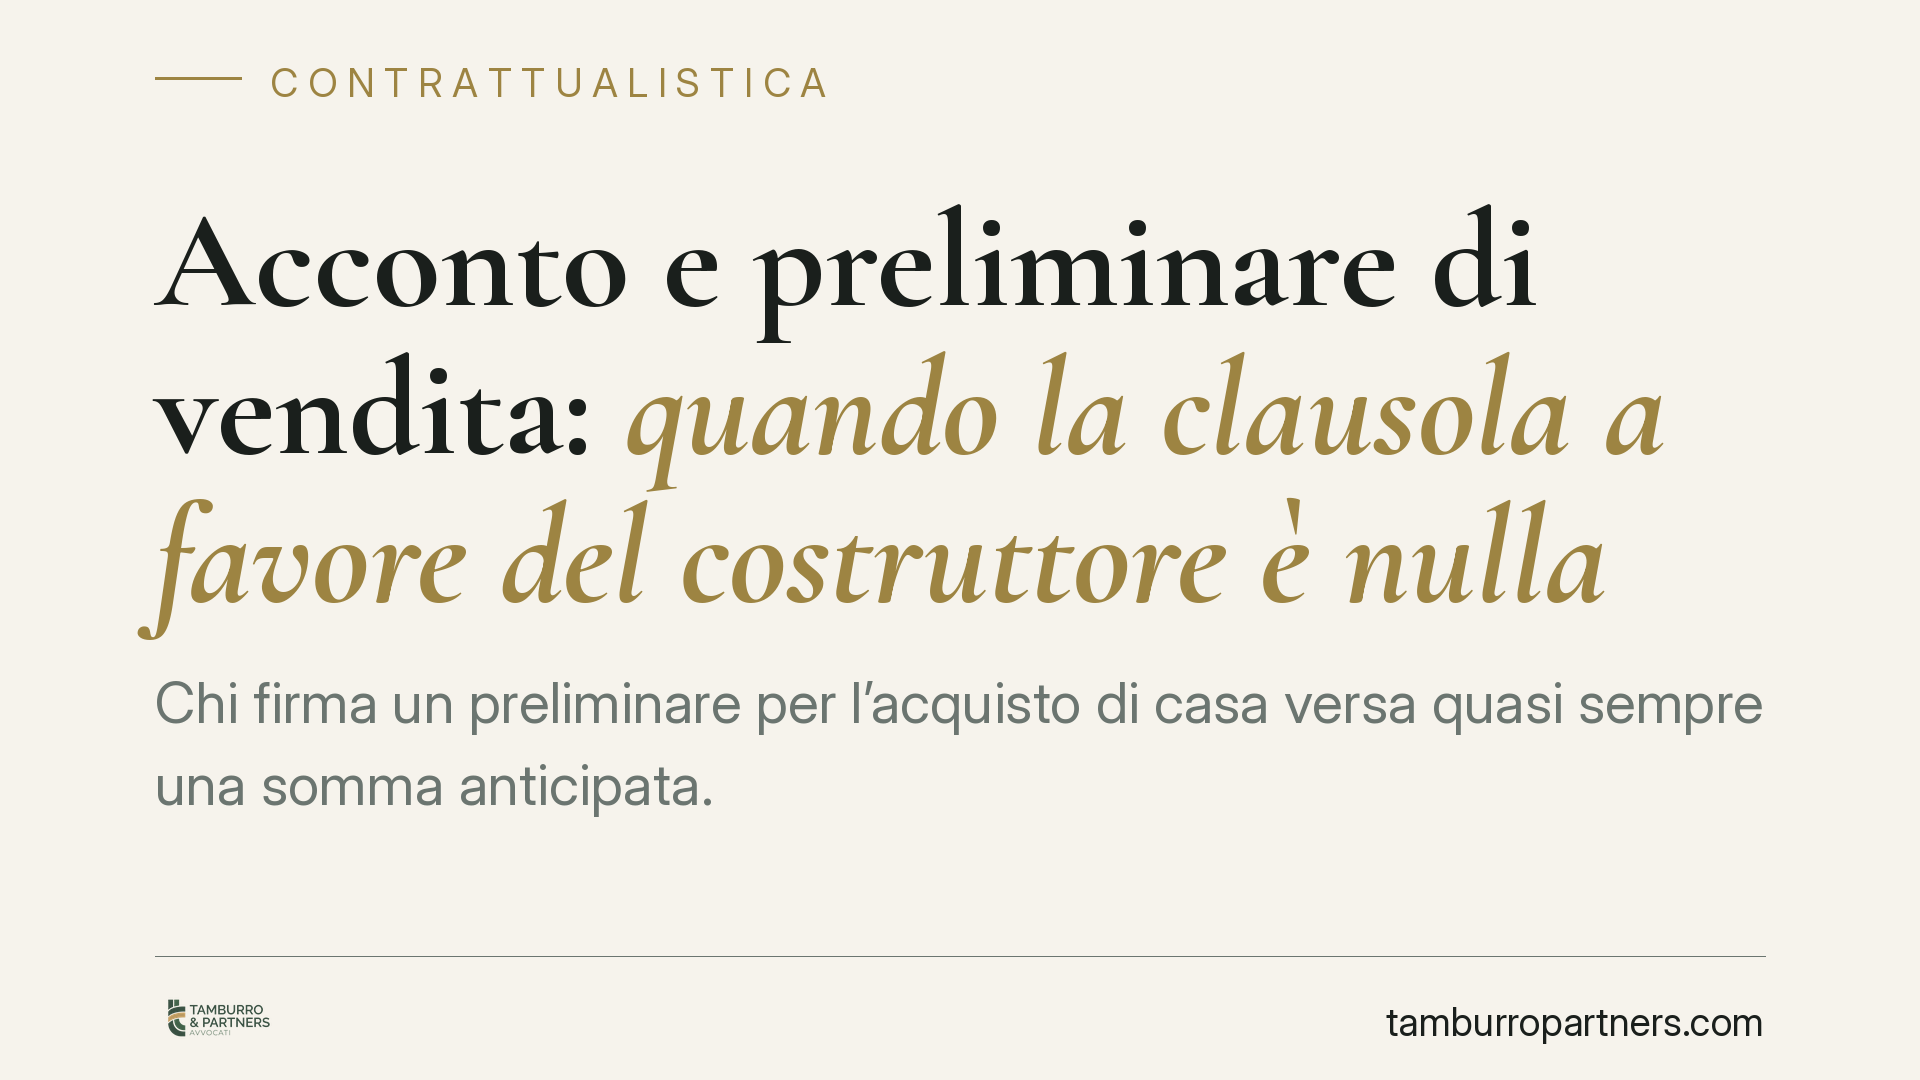 CONTRATTUALISTICA
Acconto e preliminare di
vendita: quando la clausola a
favore del costruttore è nulla
Chi firma un preliminare per l’acquisto di casa versa quasi sempre
una somma anticipata.
TAMBURRO
& PARTNERS
AVVOCATI
tamburropartners.com